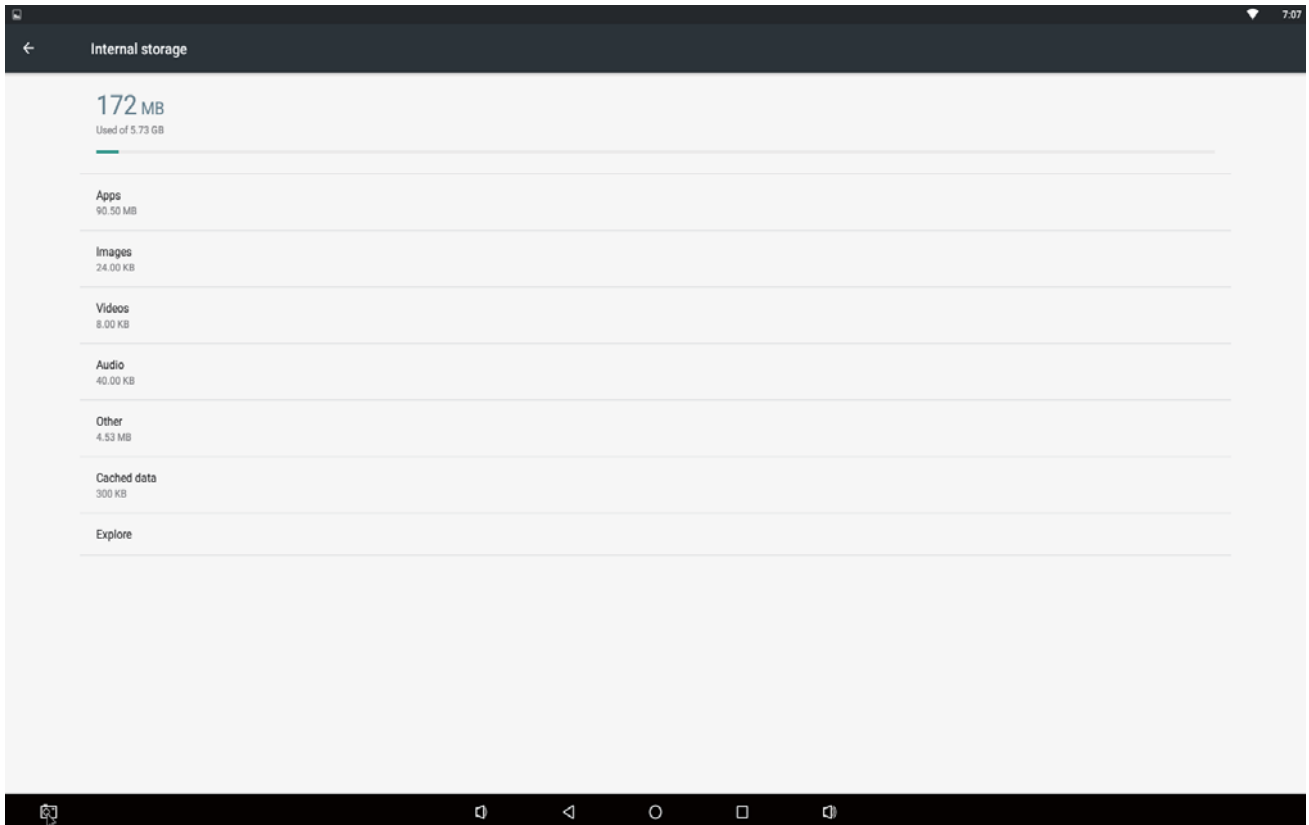 7:07
Internal storage
172 MB
Used of 5.73 GB
Apps
90.50 MB
Images
24.00 KB
Videos
8.00 KB
Audio
40.00 KB
Other
4.53 MB
Cached data
300 KB
Explore